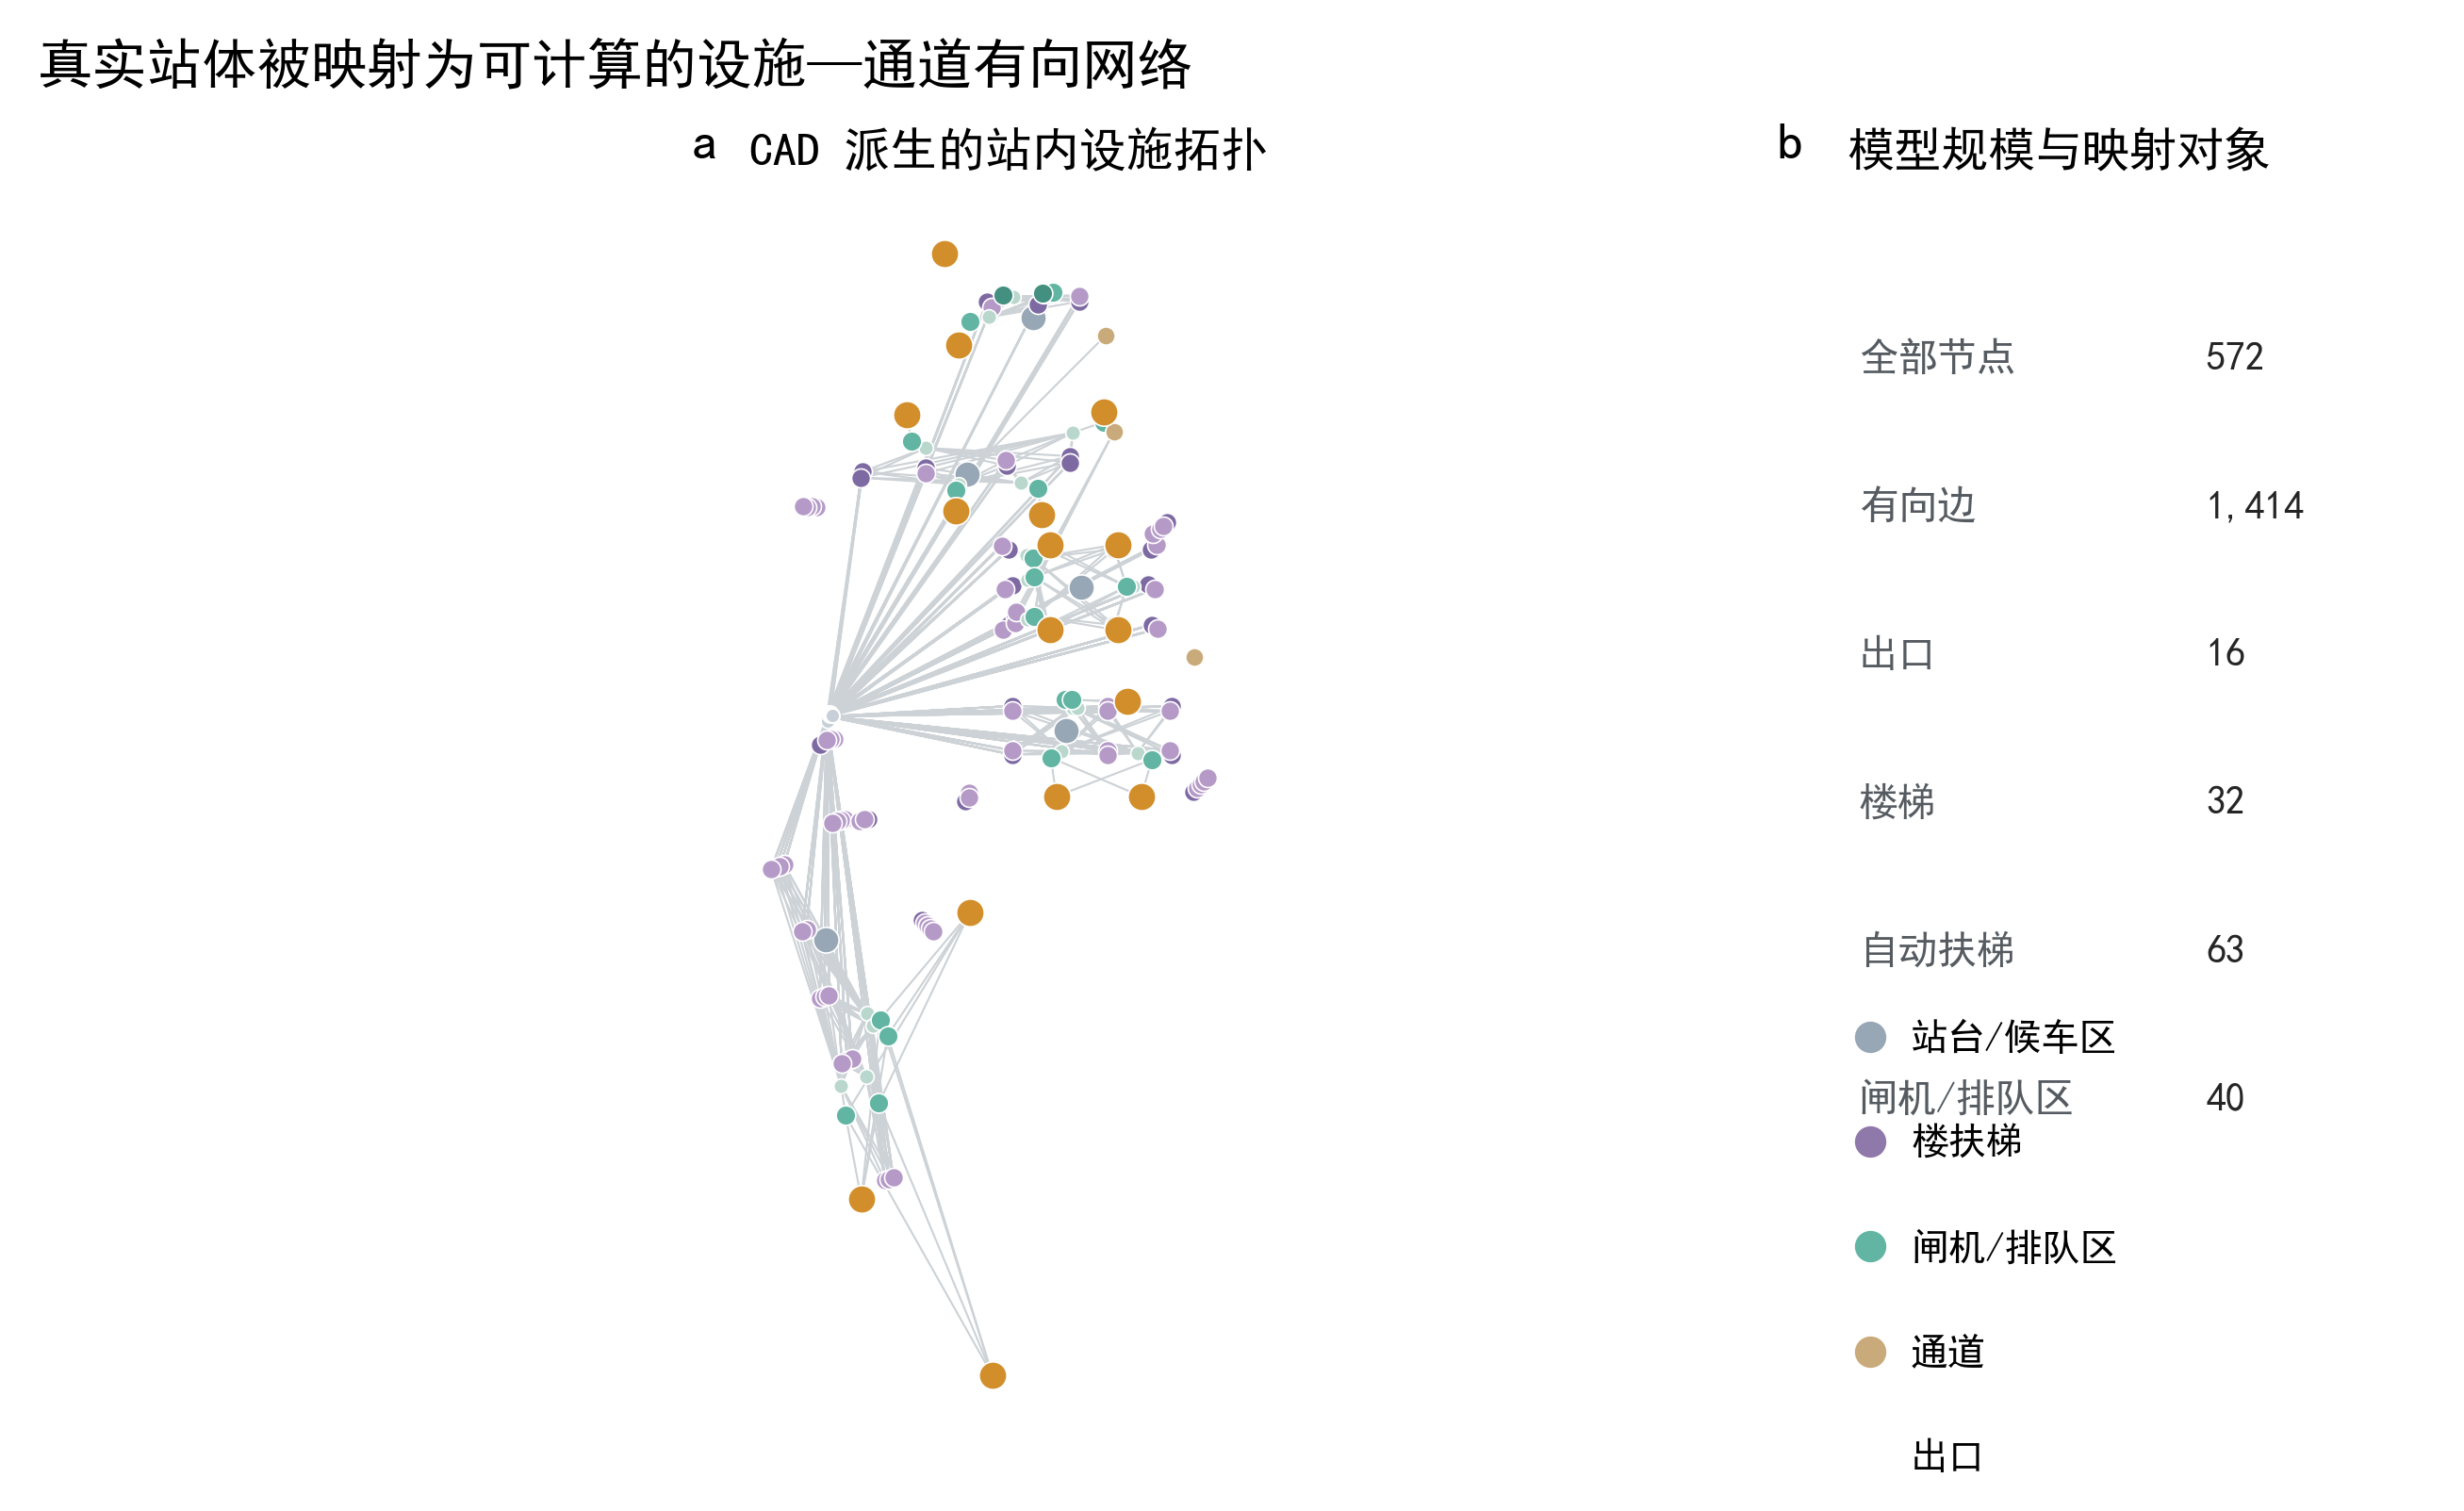 真实站体被映射为可计算的设施——通道有向网络
a CAD 派生的站内设施拓扑
b 模型规模与映射对象
全部节点 572
有向边 1,414
出口 16
楼梯 32
自动扶梯 63
站台/候车区
闸机/排队区 40
楼扶梯
闸机/排队区
通道
出口